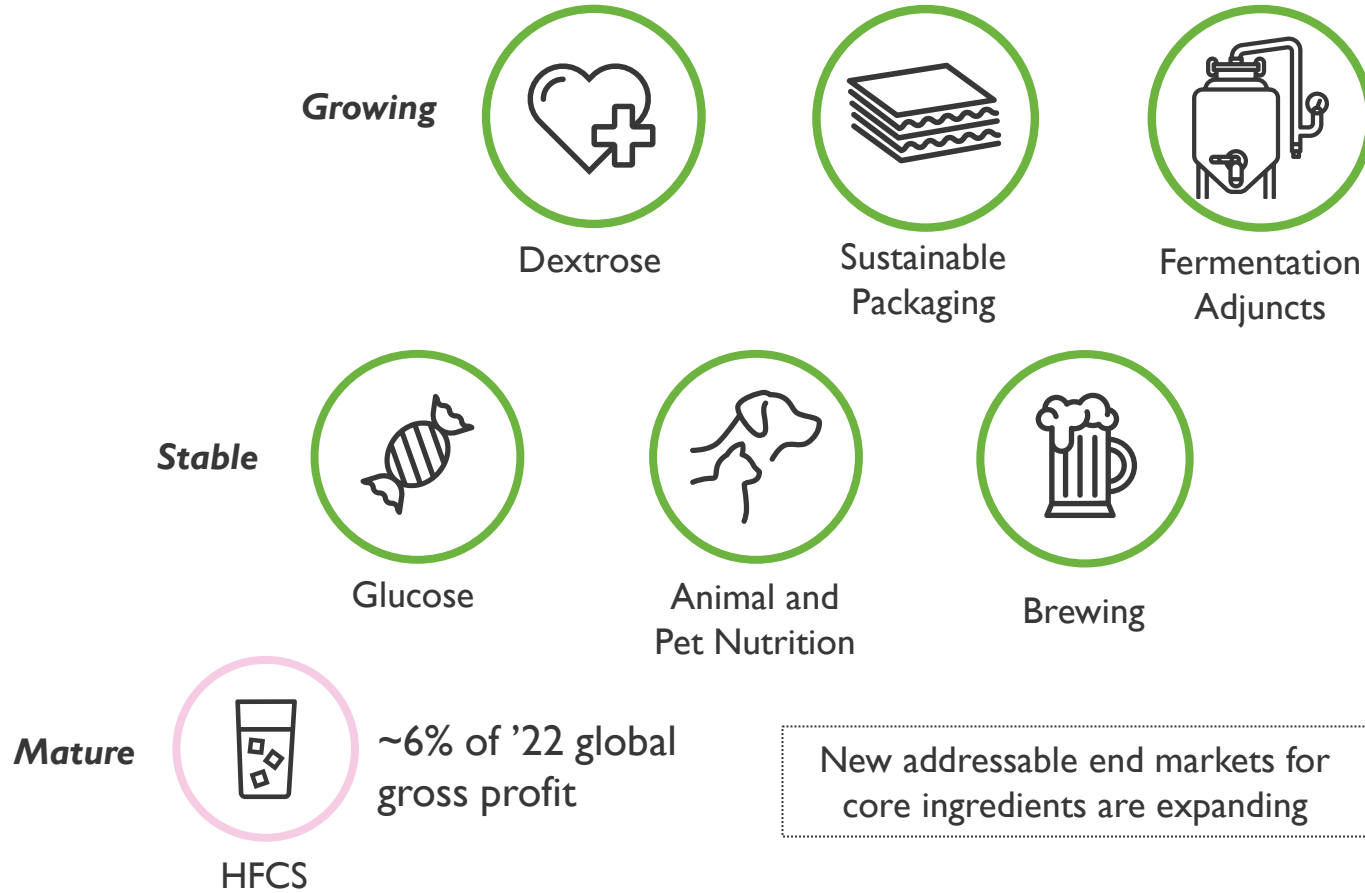 Growing
Dextrose
Sustainable
Packaging
Fermentation
Adjuncts
Stable
Glucose
Animal and
Pet Nutrition
Brewing
Mature
~6% of ’22 global
gross profit
HFCS
New addressable end markets for
core ingredients are expanding